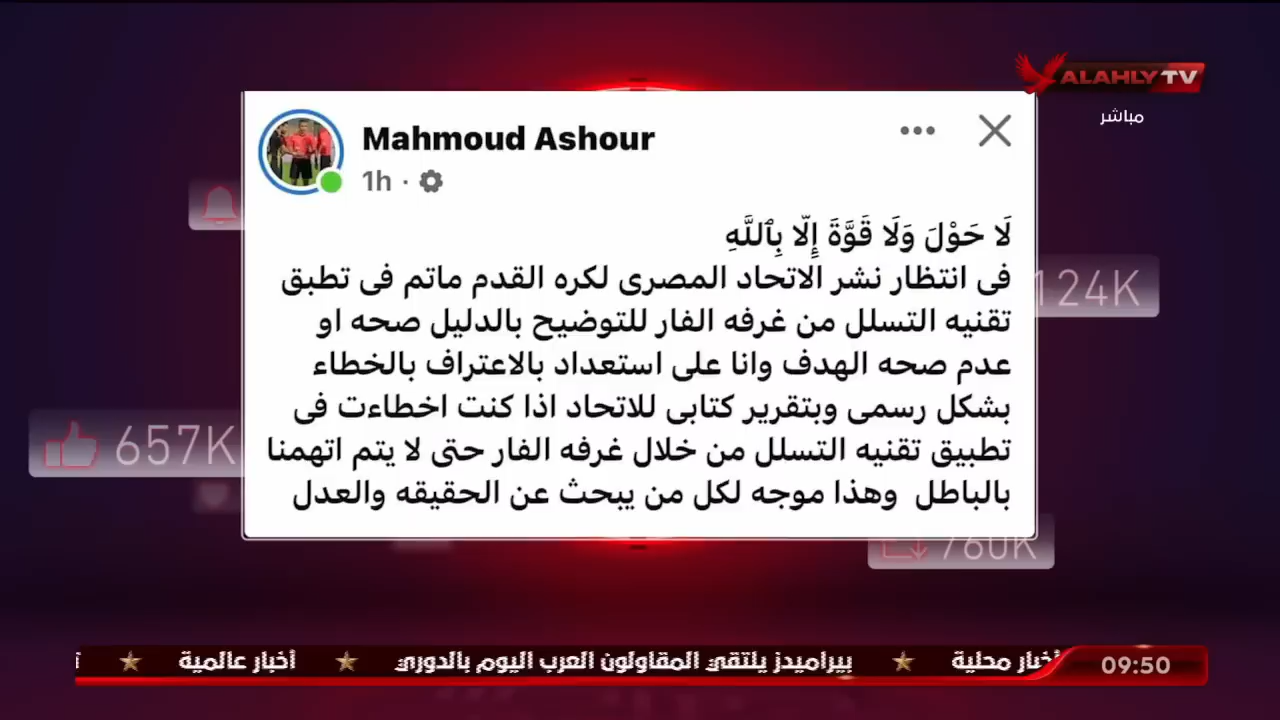 ALAHLY TV
مباشر
Mahmoud Ashour
1h
لَا حَوْلَ وَلَا قَوَّةَ إِلّا بِٱللَّهِ
فى انتظار نشر الاتحاد المصرى لكره القدم ماتم فى تطبق
تقنيه التسلل من غرفه الفار للتوضيح بالدليل صحه او
عدم صحه الهدف وانا على استعداد بالاعتراف بالخطاء
بشكل رسمى وبتقرير كتابى للاتحاد اذا كنت اخطاءت فى
تطبيق تقنيه التسلل من خلال غرفه الفار حتى لا يتم اتهمنا
بالباطل وهذا موجه لكل من يبحث عن الحقيقه والعدل
124K
657K
760K
أخبار محلية ★ بيراميدز يلتقي المقاولون العرب اليوم بالدوري ★ أخبار عالمية ★
09:50